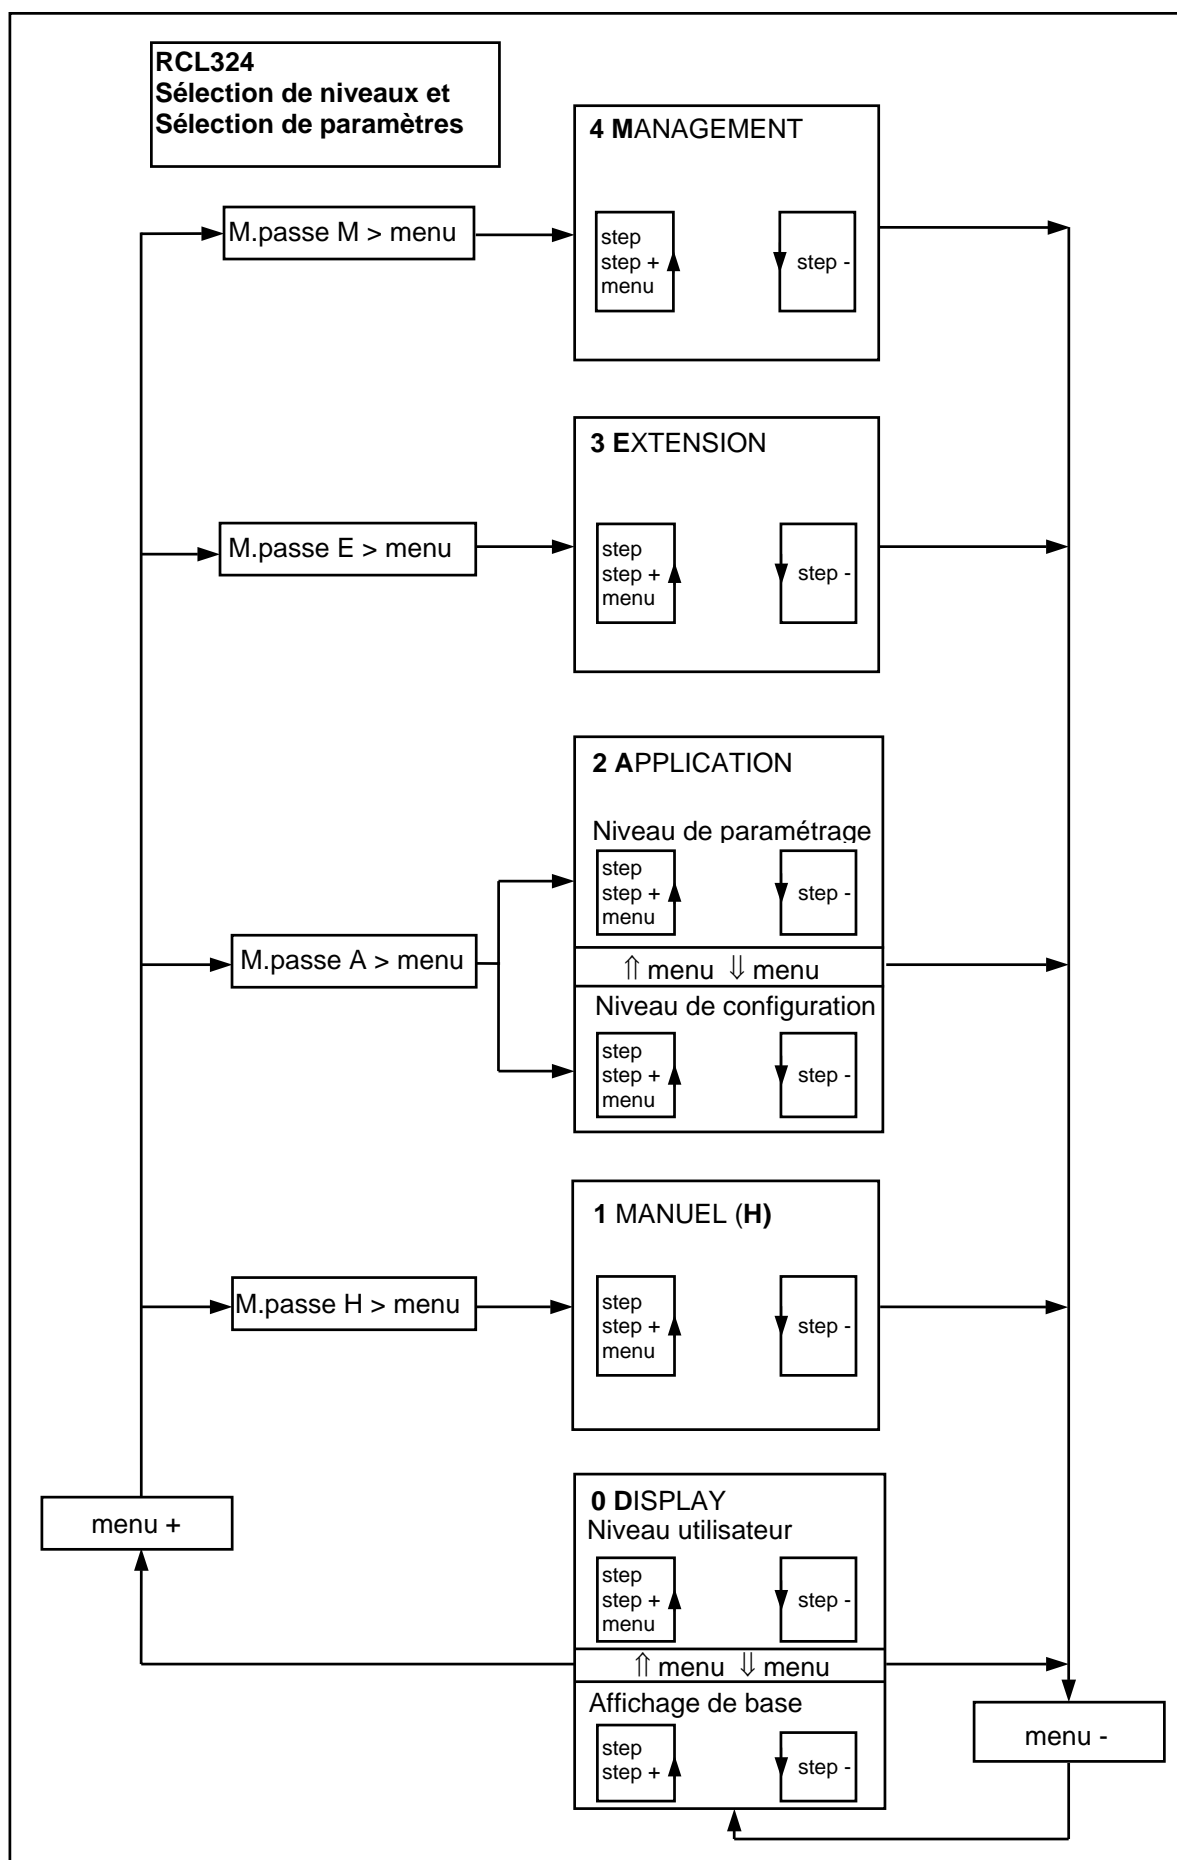 RCL324
Sélection de niveaux et
Sélection de paramètres
4 MANAGEMENT
M.passe M > menu
step
step +
menu
step -
3 EXTENSION
M.passe E > menu
step
step +
menu
step -
2 APPLICATION
Niveau de paramétrage
step
step +
menu
step -
M.passe A > menu
⇑ menu ⇓ menu
Niveau de configuration
step
step +
menu
step -
1 MANUEL (H)
M.passe H > menu
step
step +
menu
step -
0 DISPLAY
menu +
Niveau utilisateur
step
step +
menu
step -
⇑ menu ⇓ menu
Affichage de base
step
step +
step -
menu -